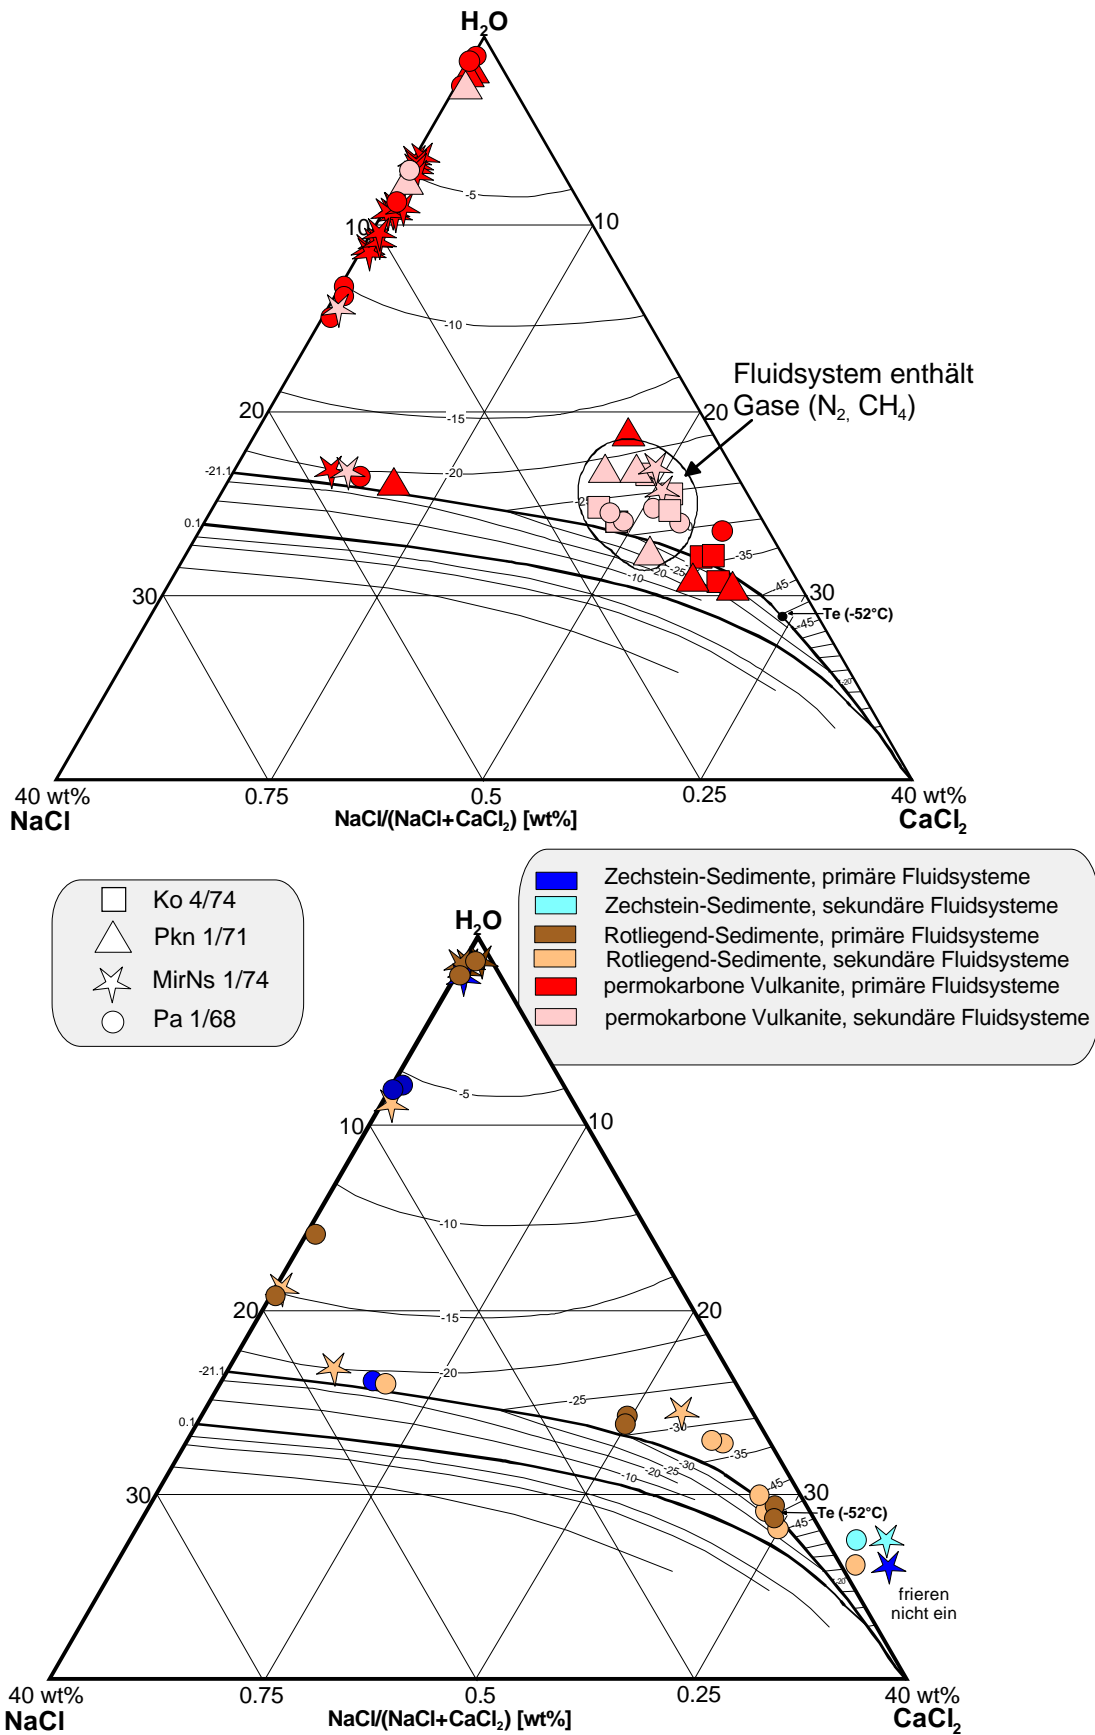 H₂O
-5
10
10
-10
Fluidsystem enthält
Gase (N₂, CH₄)
20
-15
20
-21.1
-20
-25
0.1
-35
-25
-20
-10
30
-45
30
Te (-52°C)
-45
-20
40 wt%
0.75
0.5
0.25
40 wt%
NaCl
NaCl/(NaCl+CaCl₂) [wt%]
CaCl₂
Ko 4/74
Pkn 1/71
MirNs 1/74
Pa 1/68
Zechstein-Sedimente, primäre Fluidsysteme
Zechstein-Sedimente, sekundäre Fluidsysteme
Rotliegend-Sedimente, primäre Fluidsysteme
Rotliegend-Sedimente, sekundäre Fluidsysteme
permokarbone Vulkanite, primäre Fluidsysteme
permokarbone Vulkanite, sekundäre Fluidsysteme
H₂O
-5
10
10
-10
20
-15
20
-21.1
-20
-25
0.1
-30
-35
-30
-25
-20
-10
30
-45
30
Te (-52°C)
-45
-20
frieren
nicht ein
40 wt%
0.75
0.5
0.25
40 wt%
NaCl
NaCl/(NaCl+CaCl₂) [wt%]
CaCl₂